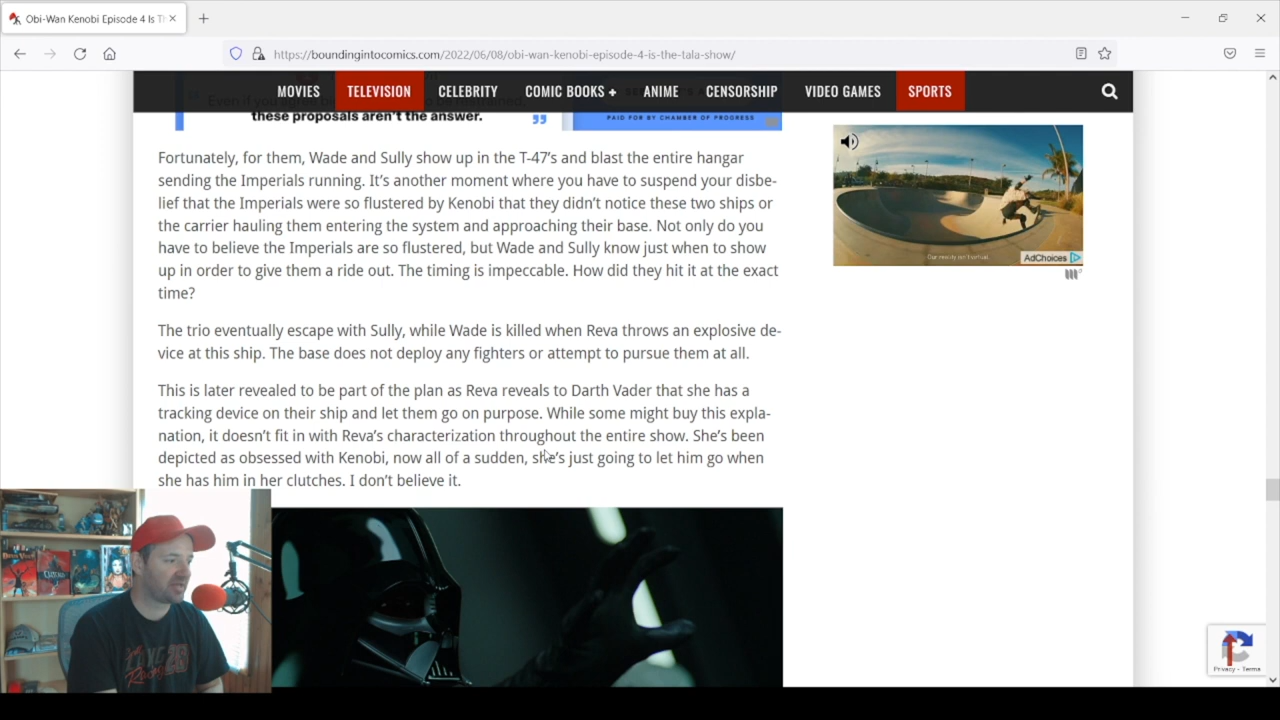 Obi-Wan Kenobi Episode 4 Is Th
https://boundingintocomics.com/2022/06/08/obi-wan-kenobi-episode-4-is-the-tala-show/
MOVIES TELEVISION CELEBRITY COMIC BOOKS + ANIME CENSORSHIP VIDEO GAMES SPORTS
these proposals aren't the answer.
PAID FOR BY CHAMBER OF PROGRESS
Fortunately, for them, Wade and Sully show up in the T-47's and blast the entire hangar
sending the Imperials running. It's another moment where you have to suspend your disbe-
lief that the Imperials were so flustered by Kenobi that they didn't notice these two ships or
the carrier hauling them entering the system and approaching their base. Not only do you
have to believe the Imperials are so flustered, but Wade and Sully know just when to show
up in order to give them a ride out. The timing is impeccable. How did they hit it at the exact
time?
The trio eventually escape with Sully, while Wade is killed when Reva throws an explosive de-
vice at this ship. The base does not deploy any fighters or attempt to pursue them at all.
This is later revealed to be part of the plan as Reva reveals to Darth Vader that she has a
tracking device on their ship and let them go on purpose. While some might buy this expla-
nation, it doesn't fit in with Reva's characterization throughout the entire show. She's been
depicted as obsessed with Kenobi, now all of a sudden, she's just going to let him go when
she has him in her clutches. I don't believe it.
Our reality isn't virtual.
AdChoices
Privacy - Terms